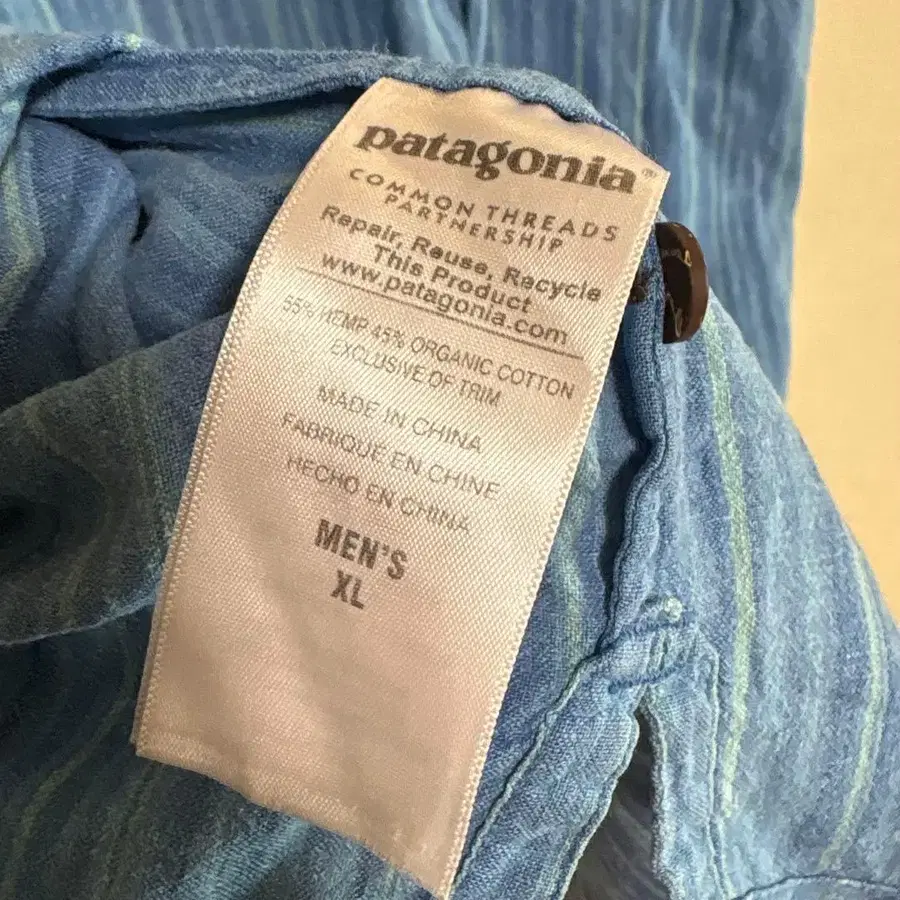 patagonia®
COMMON THREADS
PARTNERSHIP
Repair, Reuse, Recycle
This Product
www.patagonia.com
55% HEMP 45% ORGANIC COTTON
EXCLUSIVE OF TRIM
MADE IN CHINA
FABRIQUE EN CHINE
HECHO EN CHINA
MEN'S
XL